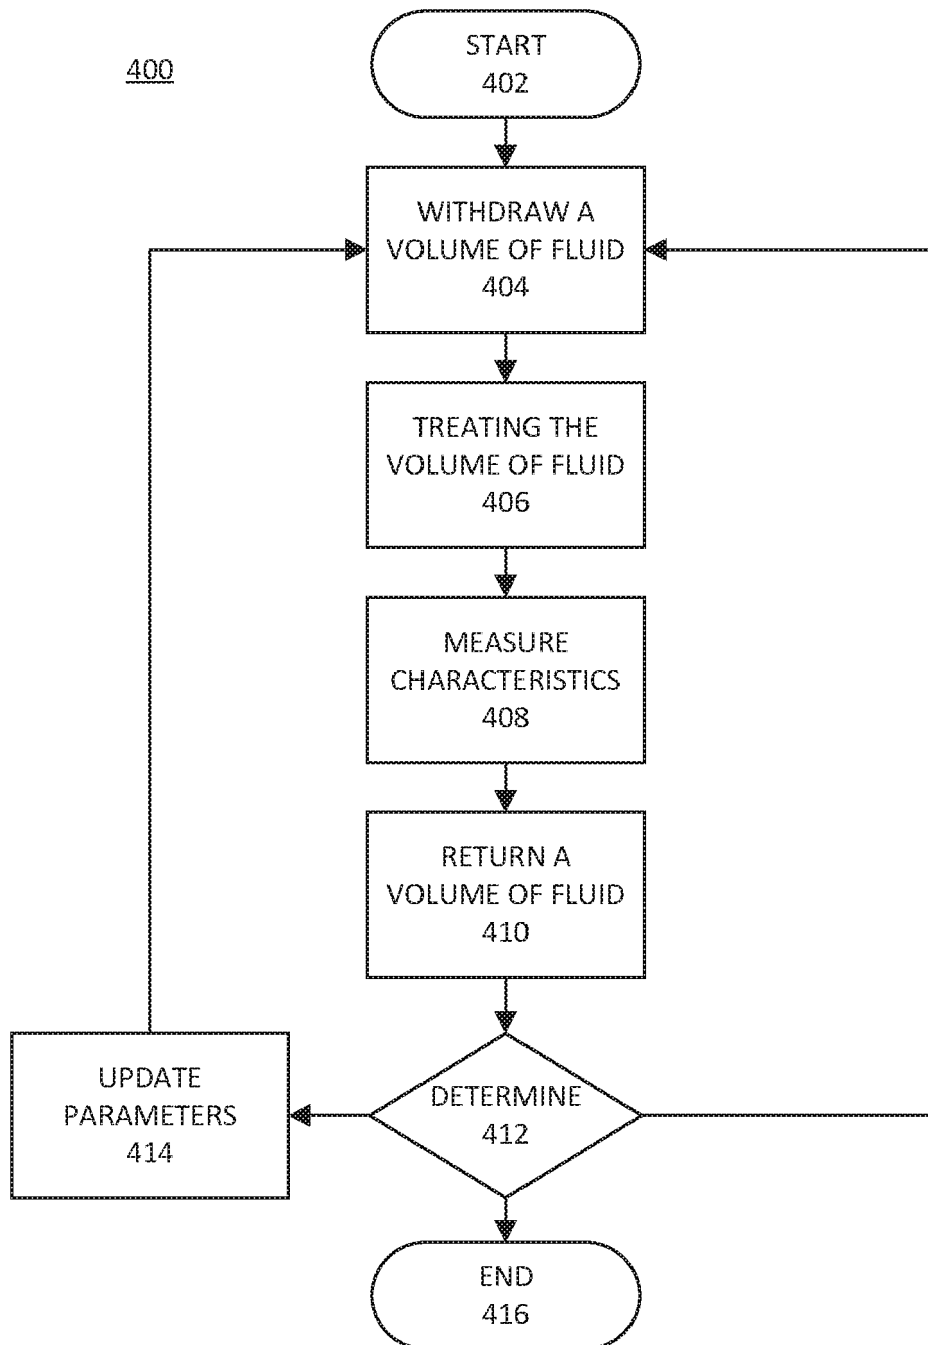 400
START
402
WITHDRAW A
VOLUME OF FLUID
404
TREATING THE
VOLUME OF FLUID
406
MEASURE
CHARACTERISTICS
408
RETURN A
VOLUME OF FLUID
410
UPDATE
PARAMETERS
414
DETERMINE
412
END
416